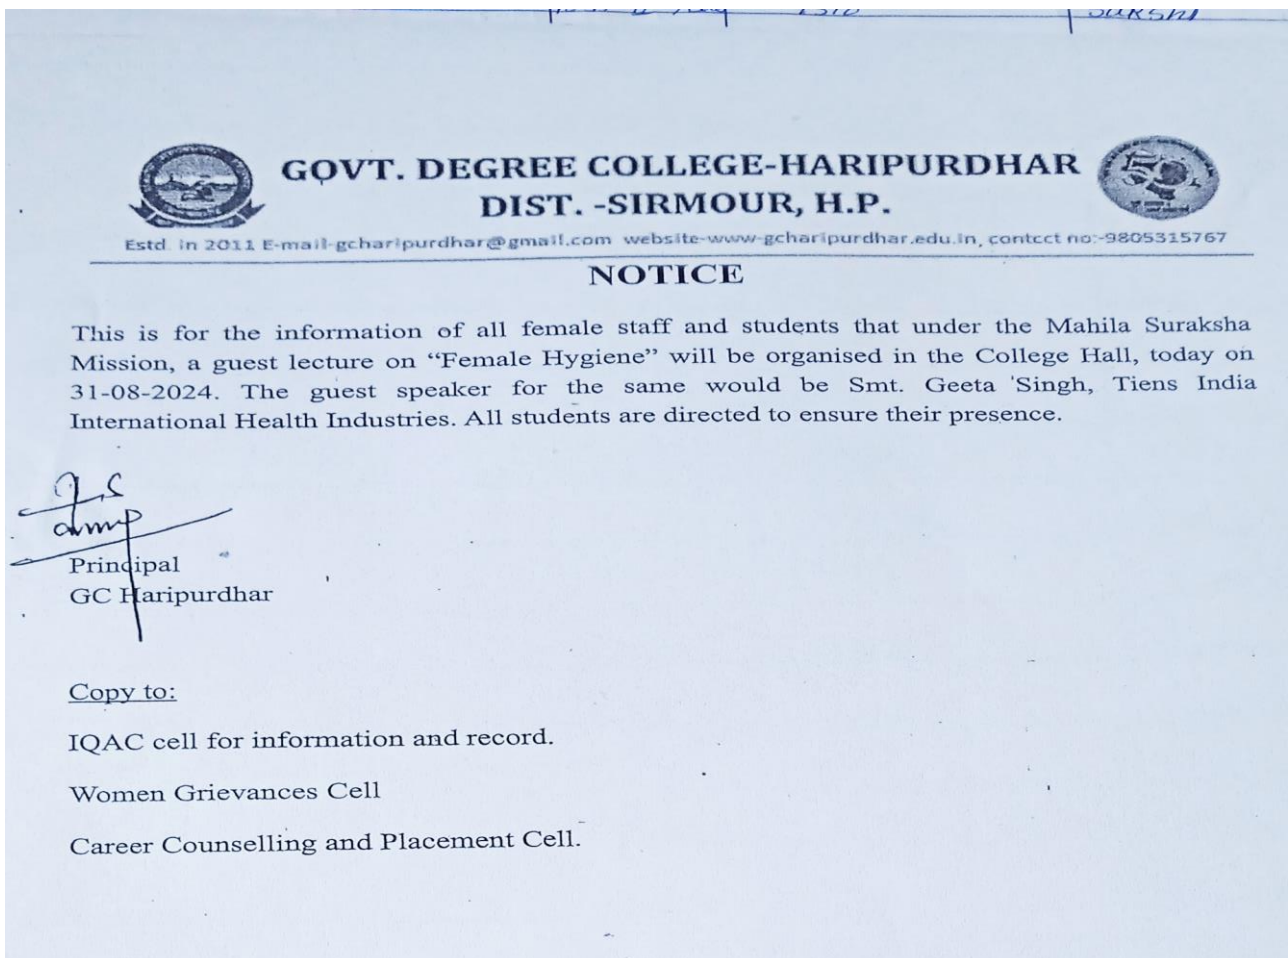 GOVT. DEGREE COLLEGE-HARIPURDHAR
DIST. -SIRMOUR, H.P.
Estd. in 2011 E-mail-gcharipurdhar@gmail.com website-www-gcharipurdhar.edu.in, contcct no:-9805315767
NOTICE
This is for the information of all female staff and students that under the Mahila Suraksha
Mission, a guest lecture on “Female Hygiene” will be organised in the College Hall, today on
31-08-2024. The guest speaker for the same would be Smt. Geeta Singh, Tiens India
International Health Industries. All students are directed to ensure their presence.
Principal
GC Haripurdhar
Copy to:
IQAC cell for information and record.
Women Grievances Cell
Career Counselling and Placement Cell.